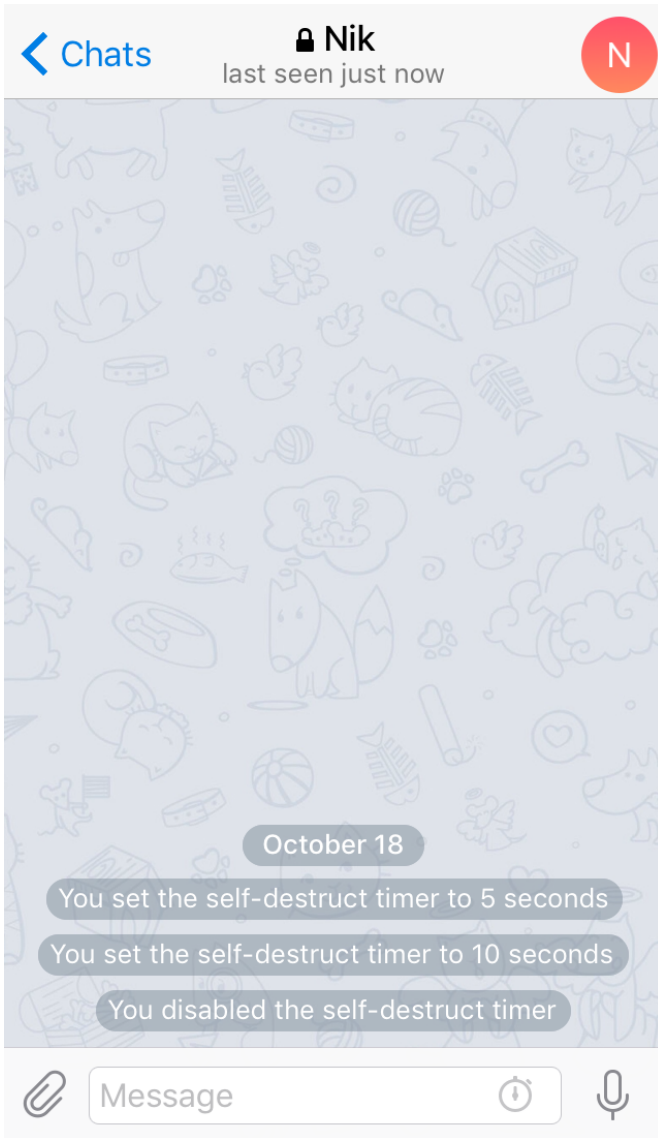 Chats
Nik
last seen just now
N
October 18
You set the self-destruct timer to 5 seconds
You set the self-destruct timer to 10 seconds
You disabled the self-destruct timer
Message